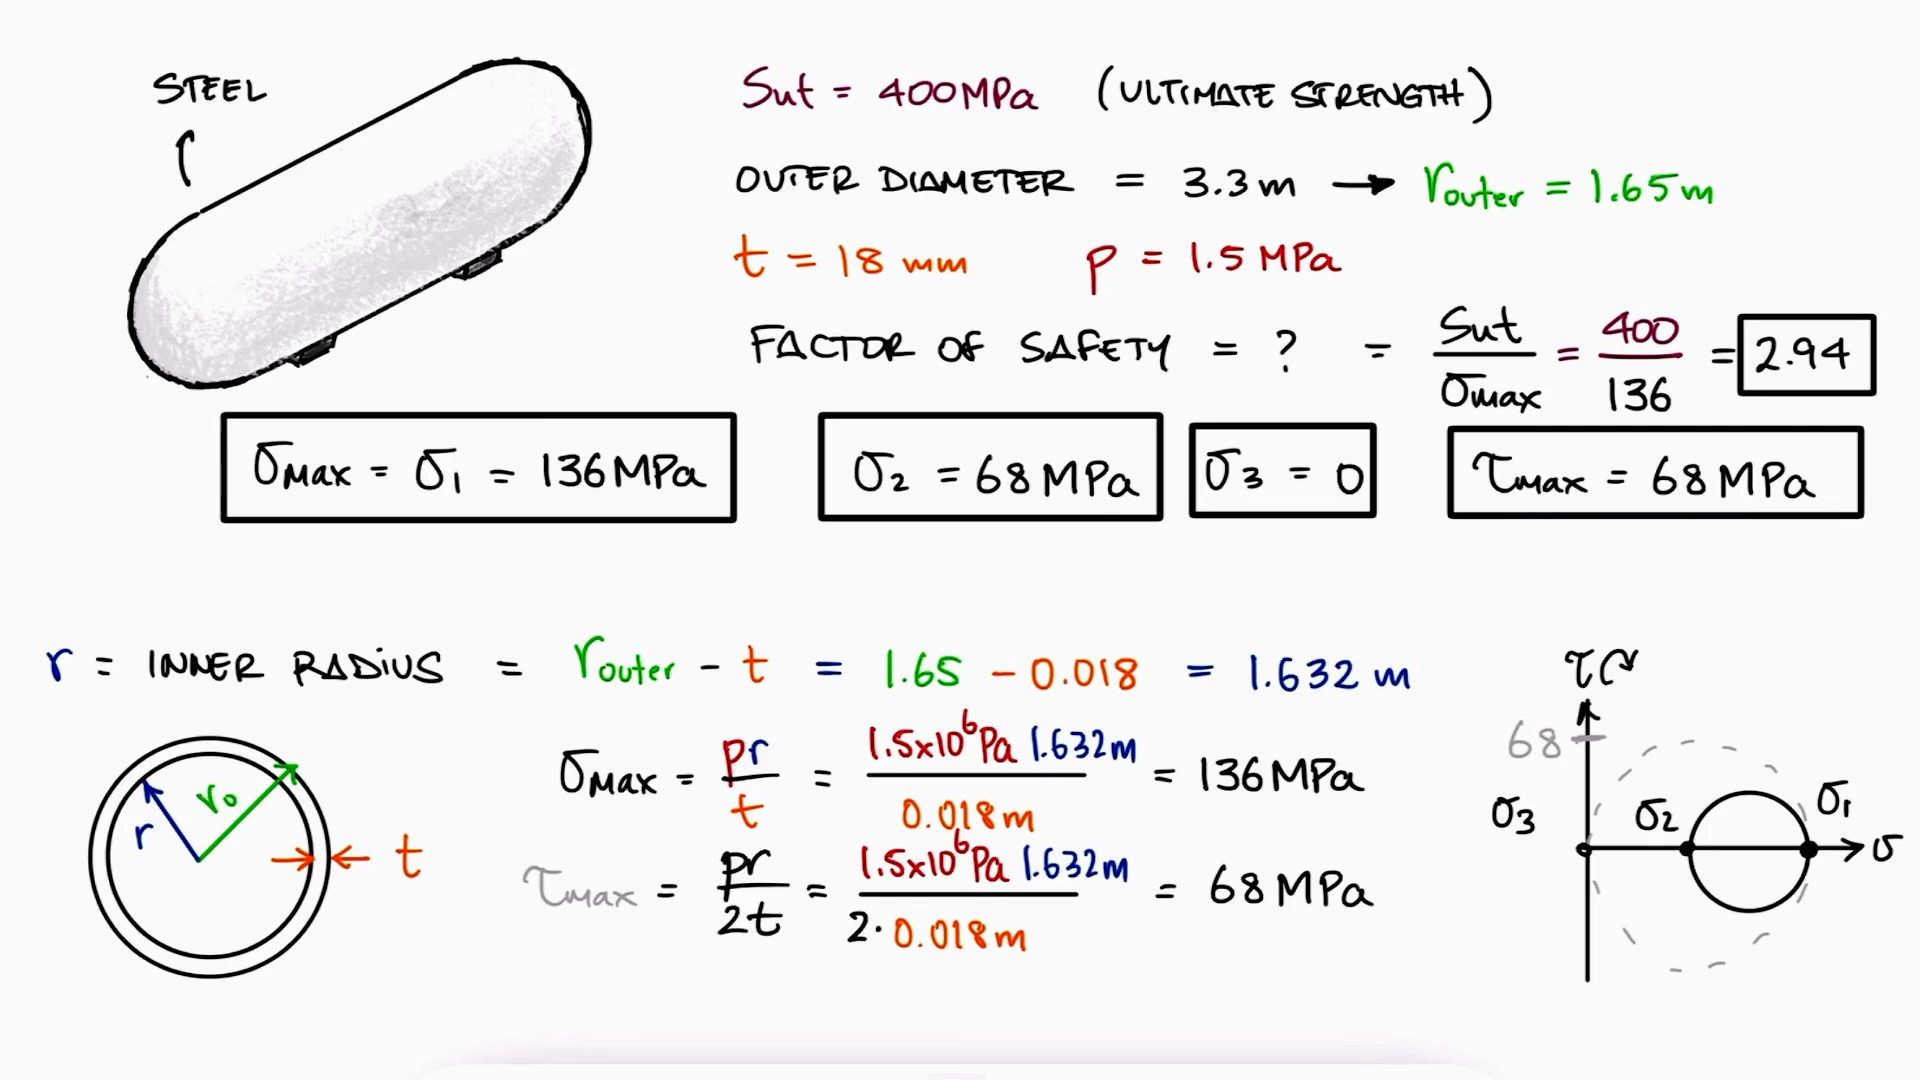 STEEL
Sut = 400MPa (ULTIMATE STRENGTH)
OUTER DIAMETER = 3.3m → router = 1.65m
t = 18mm p = 1.5 MPa
FACTOR OF SAFETY = ? = Sut/σmax = 400/136 = 2.94
σMax = σ1 = 136MPa
σ2 = 68MPa
σ3 = 0
τmax = 68MPa
r = INNER RADIUS = router - t = 1.65 - 0.018 = 1.632 m
σMax = pr/t = 1.5x10⁶Pa 1.632m/0.018m = 136MPa
τmax = pr/2t = 1.5x10⁶Pa 1.632m/2·0.018m = 68MPa
r
ro
t
τ
68
σ3
σ2
σ1
σ